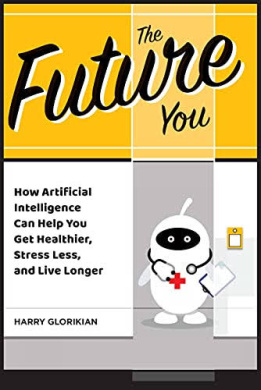 The
Future
You
How Artificial
Intelligence
Can Help You
Get Healthier,
Stress Less,
and Live Longer
HARRY GLORIKIAN